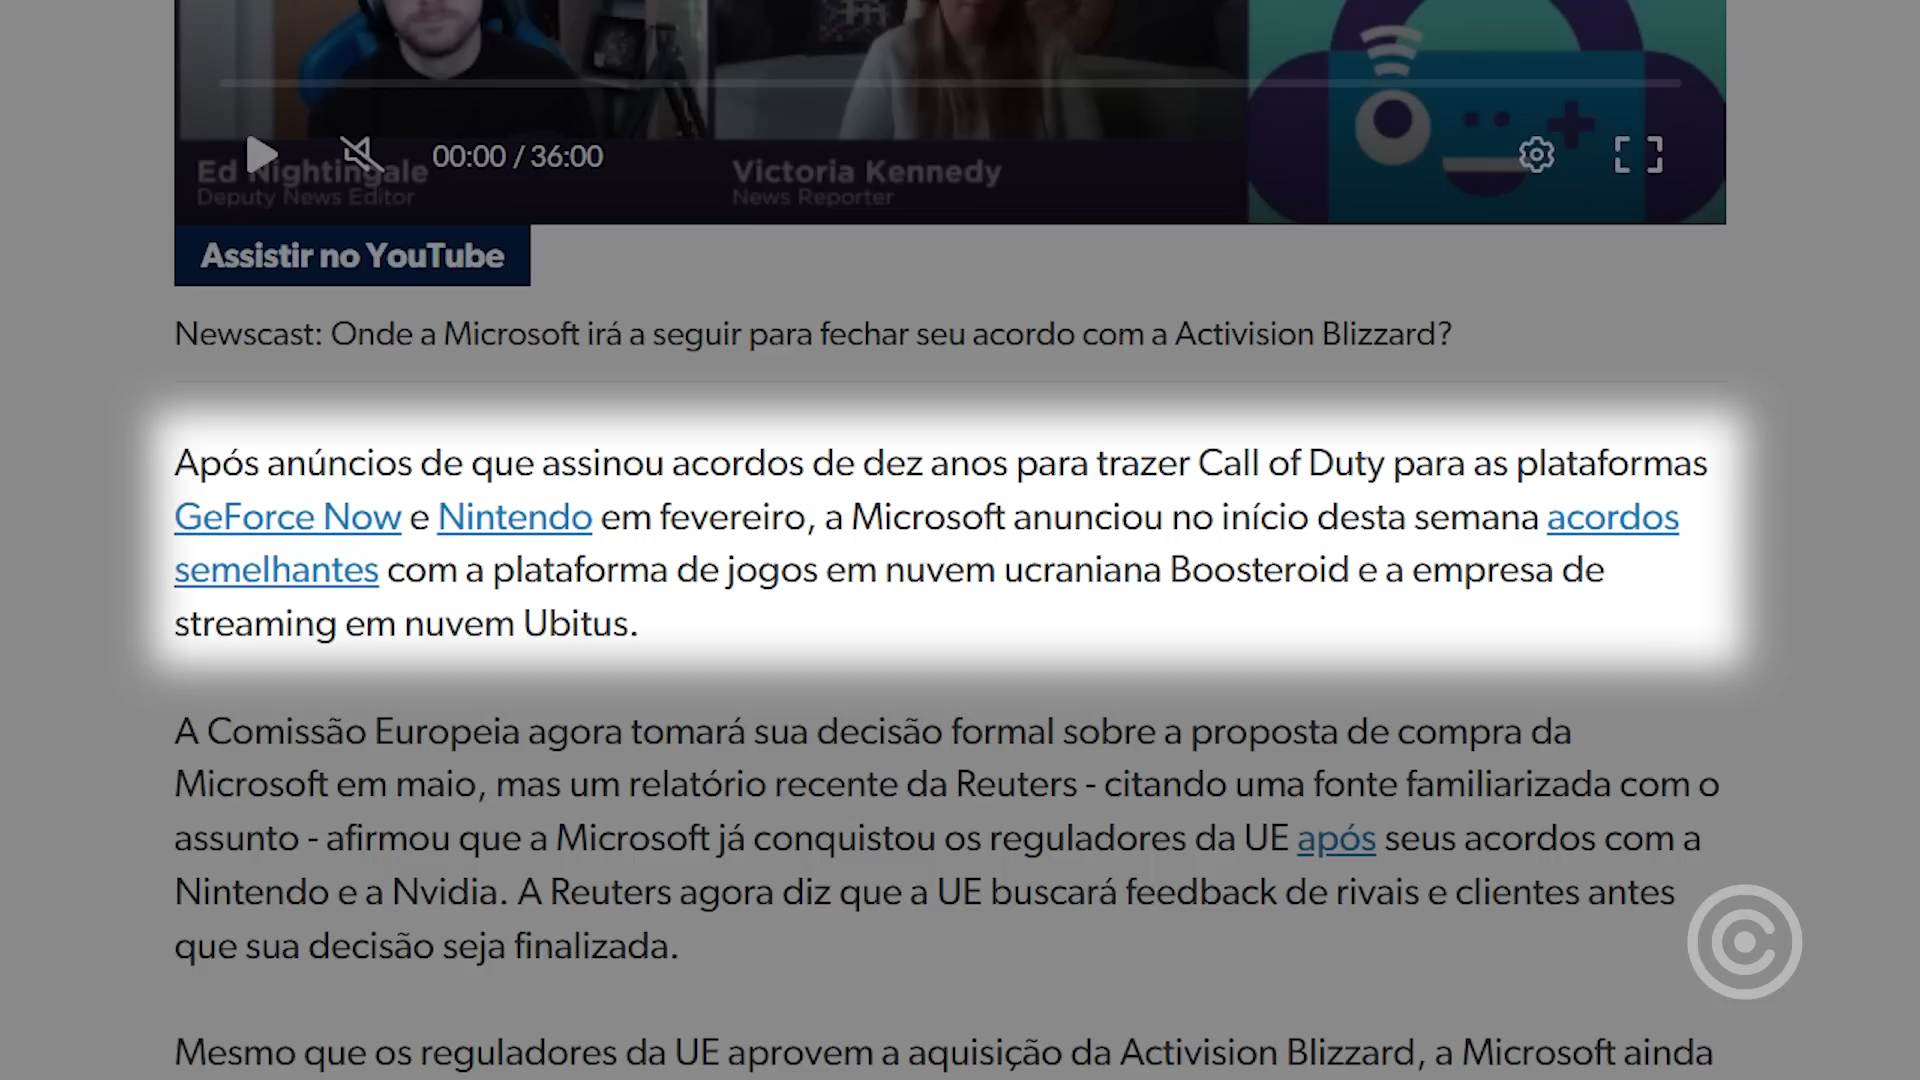 00:00 / 36:00
Ed Nightingale
Deputy News Editor
Victoria Kennedy
News Reporter
Assistir no YouTube
Newscast: Onde a Microsoft irá a seguir para fechar seu acordo com a Activision Blizzard?
Após anúncios de que assinou acordos de dez anos para trazer Call of Duty para as plataformas
GeForce Now e Nintendo em fevereiro, a Microsoft anunciou no início desta semana acordos
semelhantes com a plataforma de jogos em nuvem ucraniana Boosteroid e a empresa de
streaming em nuvem Ubitus.
A Comissão Europeia agora tomará sua decisão formal sobre a proposta de compra da
Microsoft em maio, mas um relatório recente da Reuters - citando uma fonte familiarizada com o
assunto - afirmou que a Microsoft já conquistou os reguladores da UE após seus acordos com a
Nintendo e a Nvidia. A Reuters agora diz que a UE buscará feedback de rivais e clientes antes
que sua decisão seja finalizada.
Mesmo que os reguladores da UE aprovem a aquisição da Activision Blizzard, a Microsoft ainda